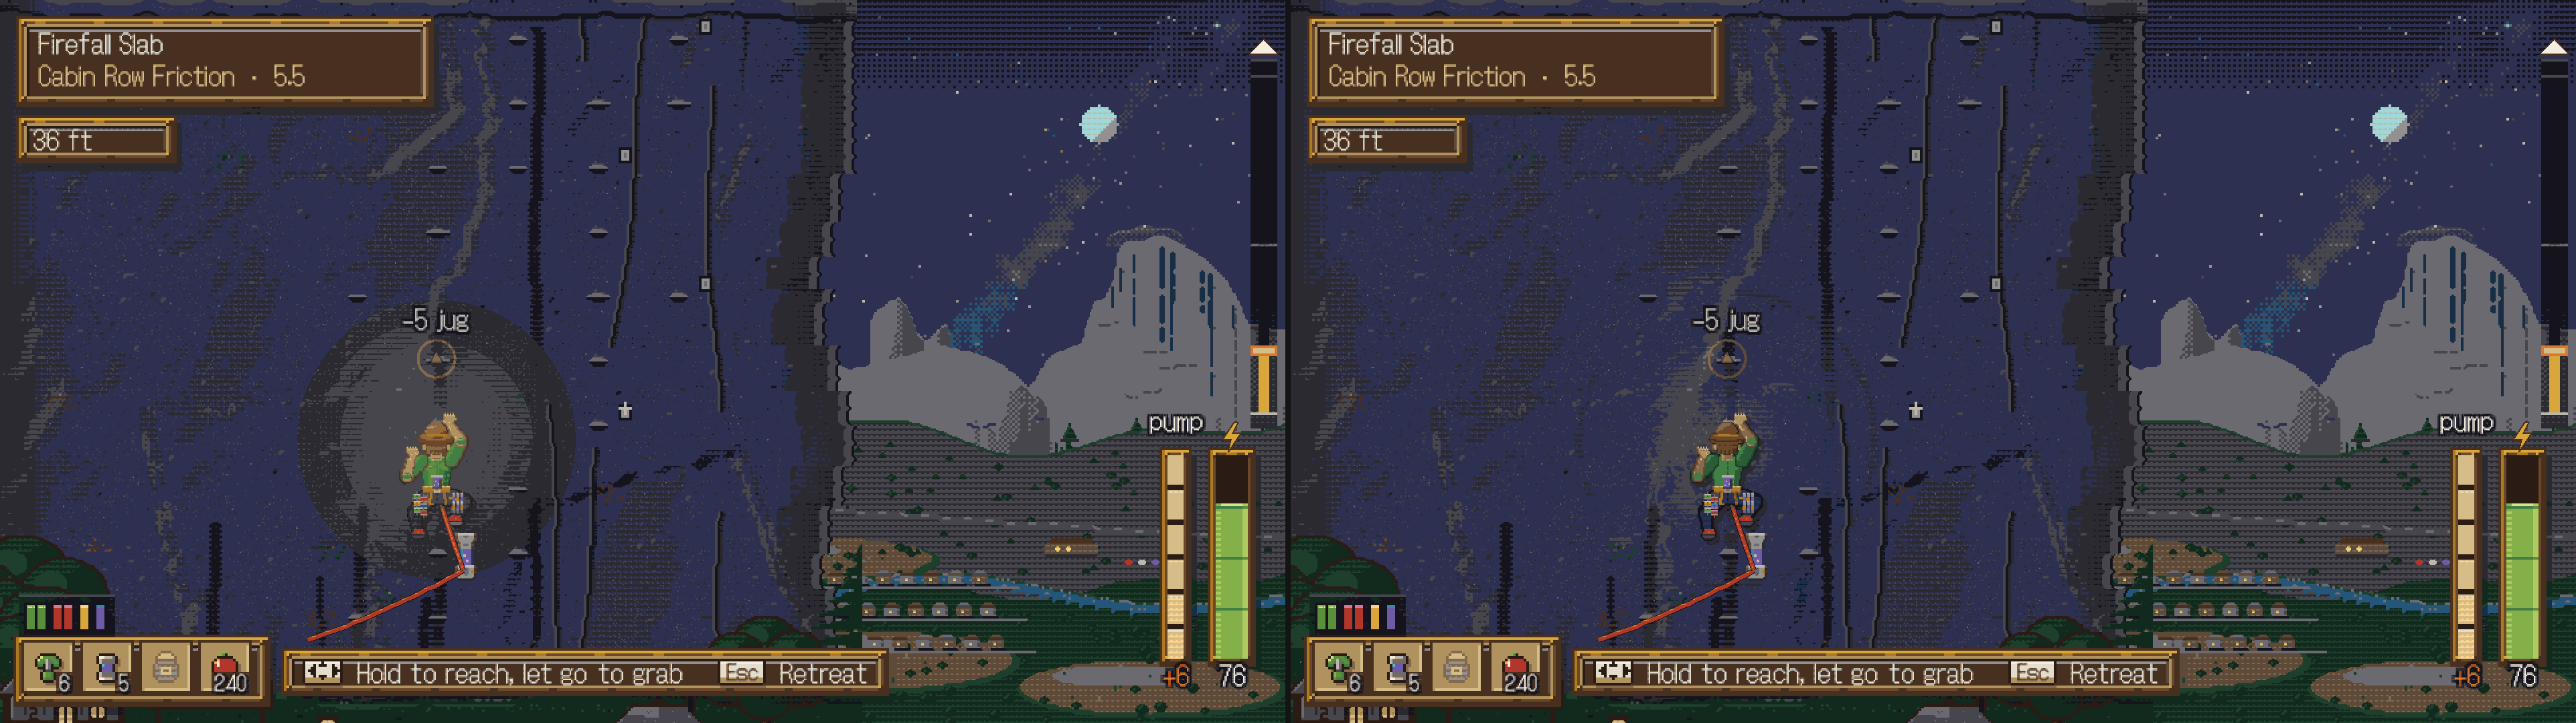 Firefall Slab
Cabin Row Friction · 5.5
36 ft
-5 jug
pump
6
5
240
Hold to reach, let go to grab
Esc Retreat
+6
76
Firefall Slab
Cabin Row Friction · 5.5
36 ft
-5 jug
pump
6
5
240
Hold to reach, let go to grab
Esc Retreat
+6
76